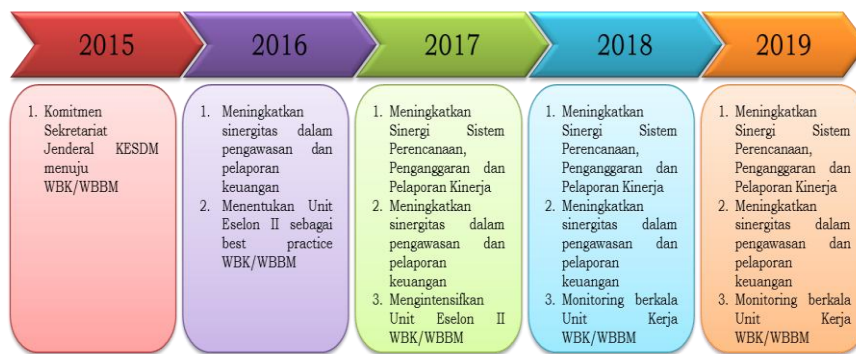 2015
2016
2017
2018
2019
1. Komitmen
Sekretariat
Jenderal KESDM
menuju
WBK/WBBM
1. Meningkatkan
sinergitas dalam
pengawasan dan
pelaporan
keuangan
2. Menentukan Unit
Eselon II sebagai
best practice
WBK/WBBM
1. Meningkatkan
Sinergi Sistem
Perencanaan,
Penganggaran dan
Pelaporan Kinerja
2. Meningkatkan
sinergitas dalam
pengawasan dan
pelaporan
keuangan
3. Mengintensifkan
Unit Eselon II
WBK/WBBM
1. Meningkatkan
Sinergi Sistem
Perencanaan,
Penganggaran dan
Pelaporan Kinerja
2. Meningkatkan
sinergitas dalam
pengawasan dan
pelaporan
keuangan
3. Monitoring berkala
Unit Kerja
WBK/WBBM
1. Meningkatkan
Sinergi Sistem
Perencanaan,
Penganggaran dan
Pelaporan Kinerja
2. Meningkatkan
sinergitas dalam
pengawasan dan
pelaporan
keuangan
3. Monitoring berkala
Unit Kerja
WBK/WBBM